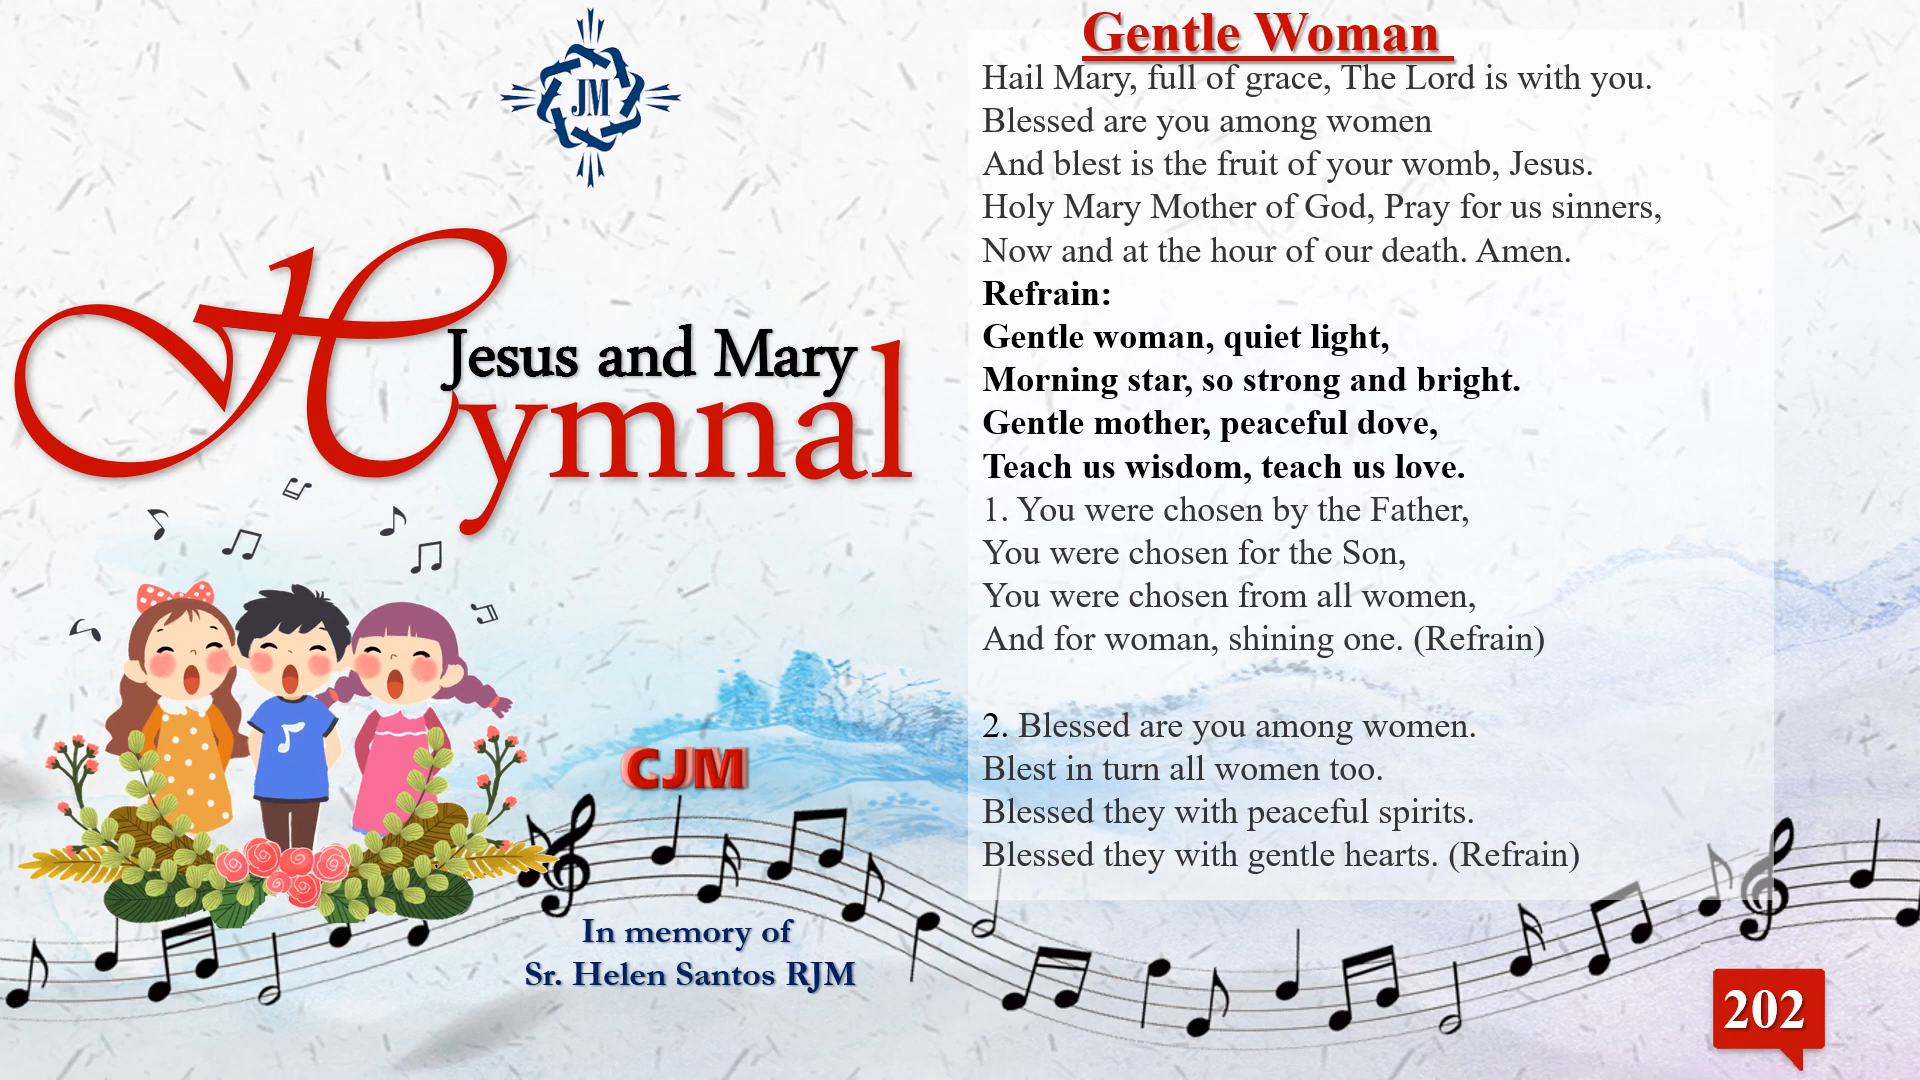 JM
Jesus and Mary
Hymnal
CJM
In memory of
Sr. Helen Santos RJM
Gentle Woman
Hail Mary, full of grace, The Lord is with you.
Blessed are you among women
And blest is the fruit of your womb, Jesus.
Holy Mary Mother of God, Pray for us sinners,
Now and at the hour of our death. Amen.
Refrain:
Gentle woman, quiet light,
Morning star, so strong and bright.
Gentle mother, peaceful dove,
Teach us wisdom, teach us love.
1. You were chosen by the Father,
You were chosen for the Son,
You were chosen from all women,
And for woman, shining one. (Refrain)
2. Blessed are you among women.
Blest in turn all women too.
Blessed they with peaceful spirits.
Blessed they with gentle hearts. (Refrain)
202